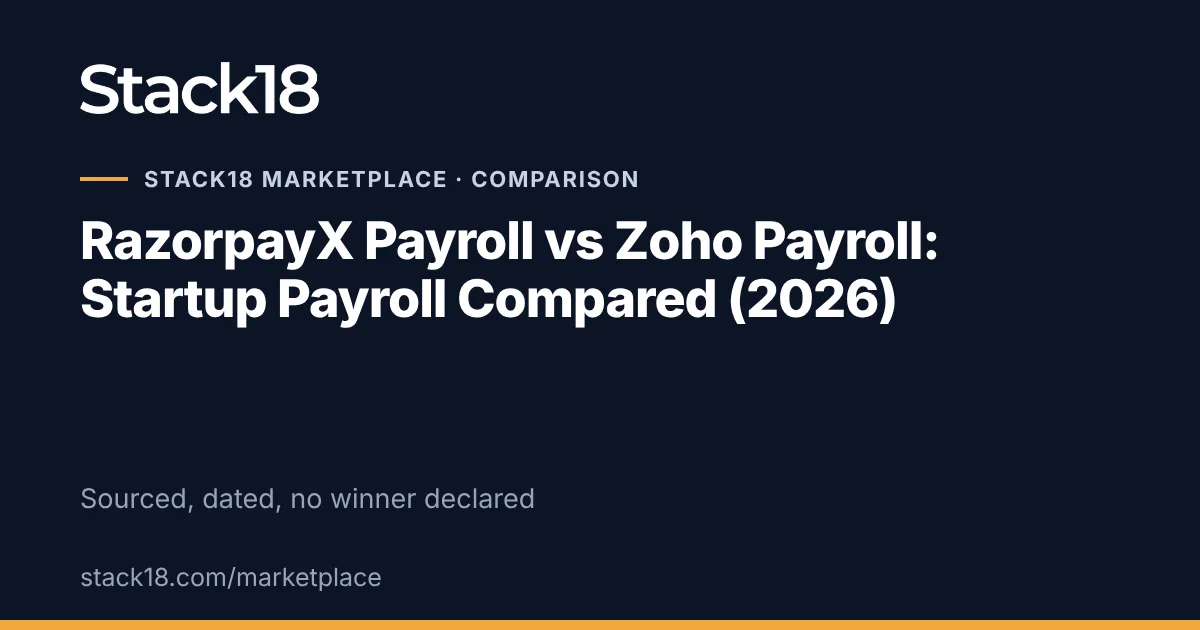 Stack18
STACK18 MARKETPLACE · COMPARISON
RazorpayX Payroll vs Zoho Payroll:
Startup Payroll Compared (2026)
Sourced, dated, no winner declared
stack18.com/marketplace